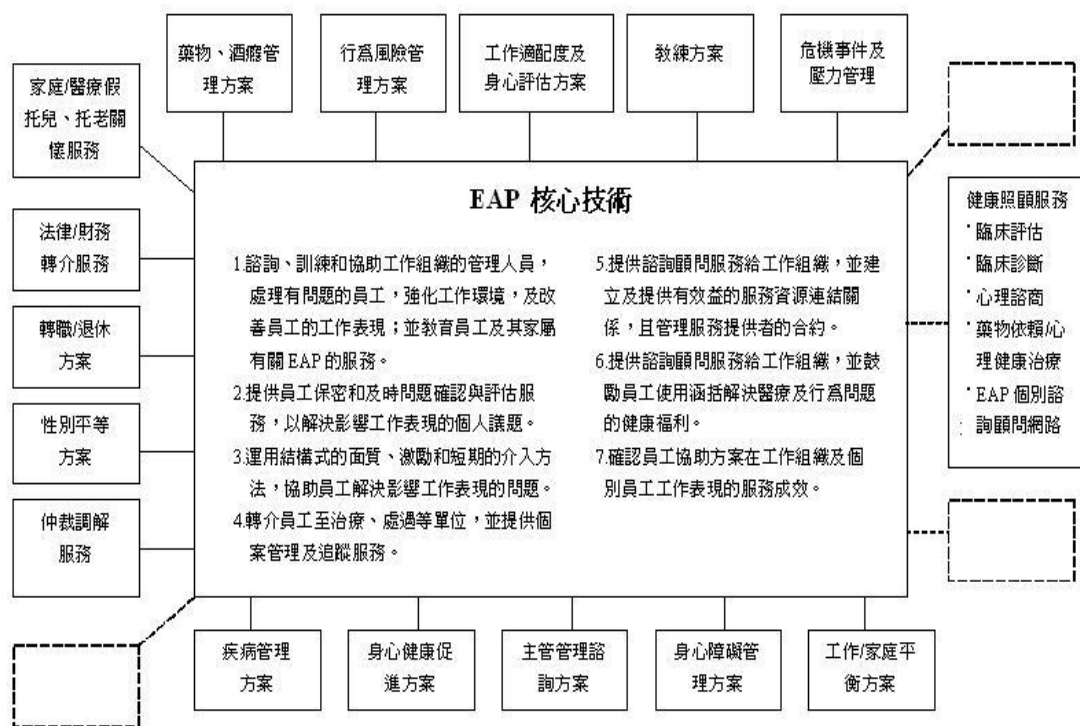 藥物、酒癮管
理方案
行為風險管
理方案
工作適配度及
身心評估方案
教練方案
危機事件及
壓力管理
家庭/醫療假
托兒、托老關
懷服務
法律/財務
轉介服務
轉職/退休
方案
性別平等
方案
仲裁調解
服務
EAP 核心技術
1.諮詢、訓練和協助工作組織的管理人員，
處理有問題的員工，強化工作環境，及改
善員工的工作表現；並教育員工及其家屬
有關 EAP 的服務。
2.提供員工保密和及時問題確認與評估服
務，以解決影響工作表現的個人議題。
3.運用結構式的面質、激勵和短期的介入方
法，協助員工解決影響工作表現的問題。
4.轉介員工至治療、處遇等單位，並提供個
案管理及追蹤服務。
5.提供諮詢顧問服務給工作組織，並建
立及提供有效益的服務資源連結關
係，且管理服務提供者的合約。
6.提供諮詢顧問服務給工作組織，並鼓
勵員工使用涵括解決醫療及行為問題
的健康福利。
7.確認員工協助方案在工作組織及個
別員工工作表現的服務成效。
健康照顧服務
‧臨床評估
‧臨床診斷
‧心理諮商
‧藥物依賴/心
理健康治療
‧EAP 個別諮
詢顧問網路
疾病管理
方案
身心健康促
進方案
主管管理諮
詢方案
身心障礙管
理方案
工作/家庭平
衡方案